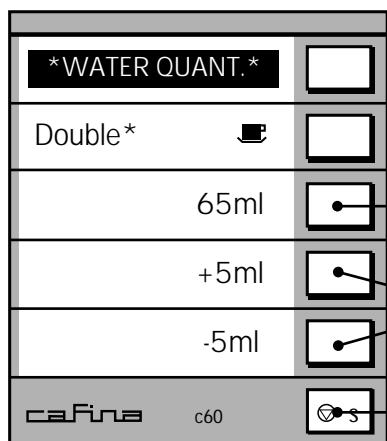 *WATER QUANT.*
Double*
65ml
+5ml
-5ml
cafina c60 S